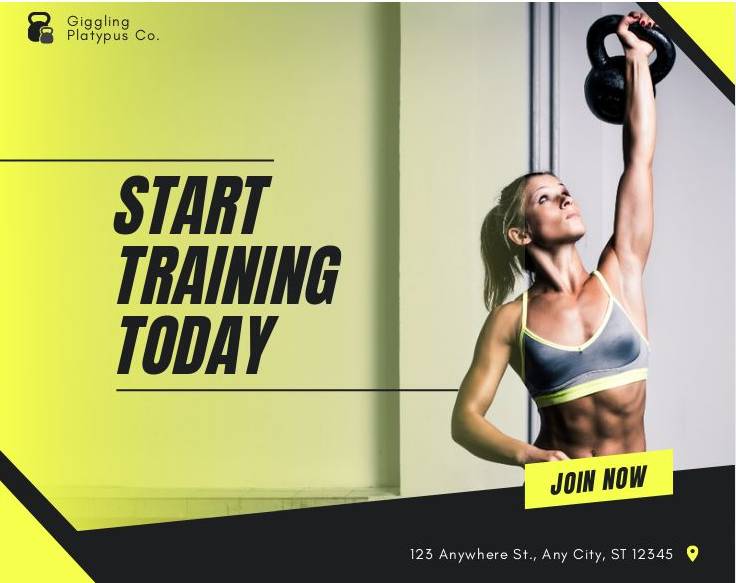 Giggling
Platypus Co.
START
TRAINING
TODAY
JOIN NOW
123 Anywhere St., Any City, ST 12345